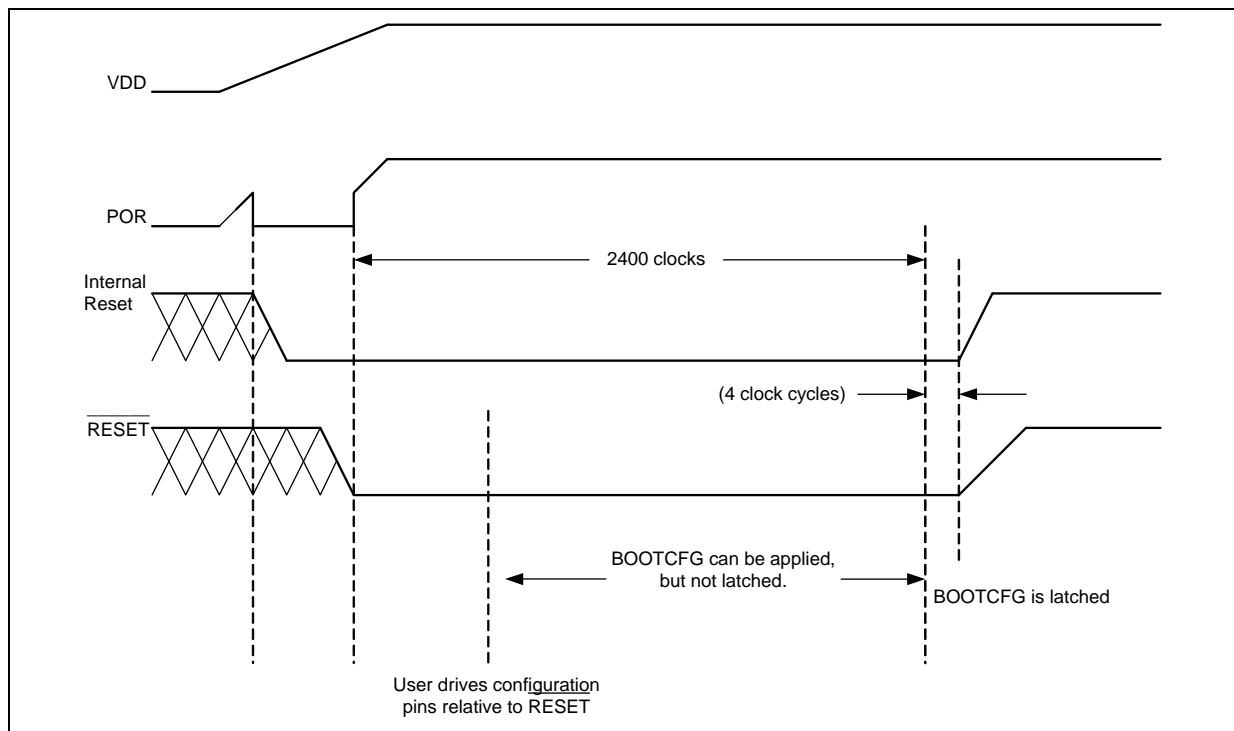 VDD
POR
2400 clocks
Internal
Reset
(4 clock cycles)
RESET
BOOTCFG can be applied,
but not latched.
BOOTCFG is latched
User drives configuration
pins relative to RESET